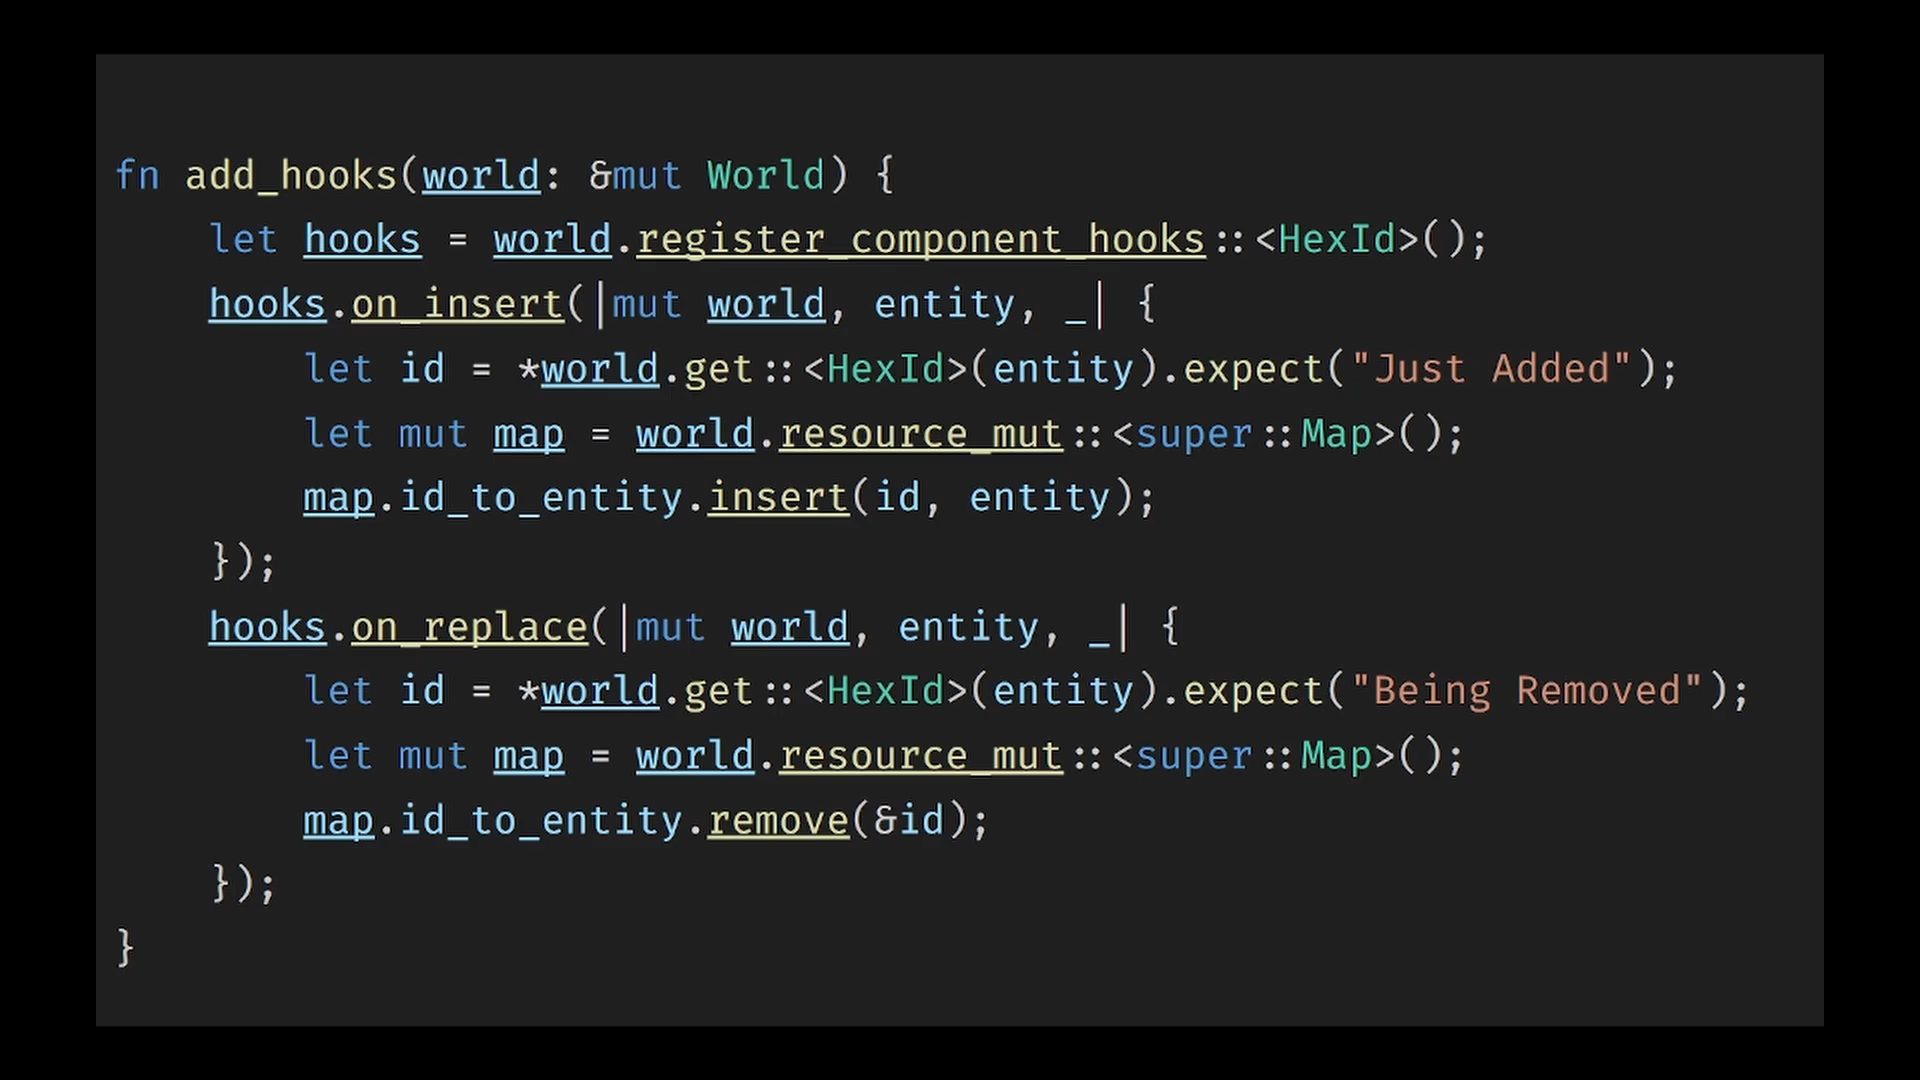 fn add_hooks(world: &mut World) {
    let hooks = world.register_component_hooks::<HexId>();
    hooks.on_insert(|mut world, entity, _| {
        let id = *world.get::<HexId>(entity).expect("Just Added");
        let mut map = world.resource_mut::<super::Map>();
        map.id_to_entity.insert(id, entity);
    });
    hooks.on_replace(|mut world, entity, _| {
        let id = *world.get::<HexId>(entity).expect("Being Removed");
        let mut map = world.resource_mut::<super::Map>();
        map.id_to_entity.remove(&id);
    });
}